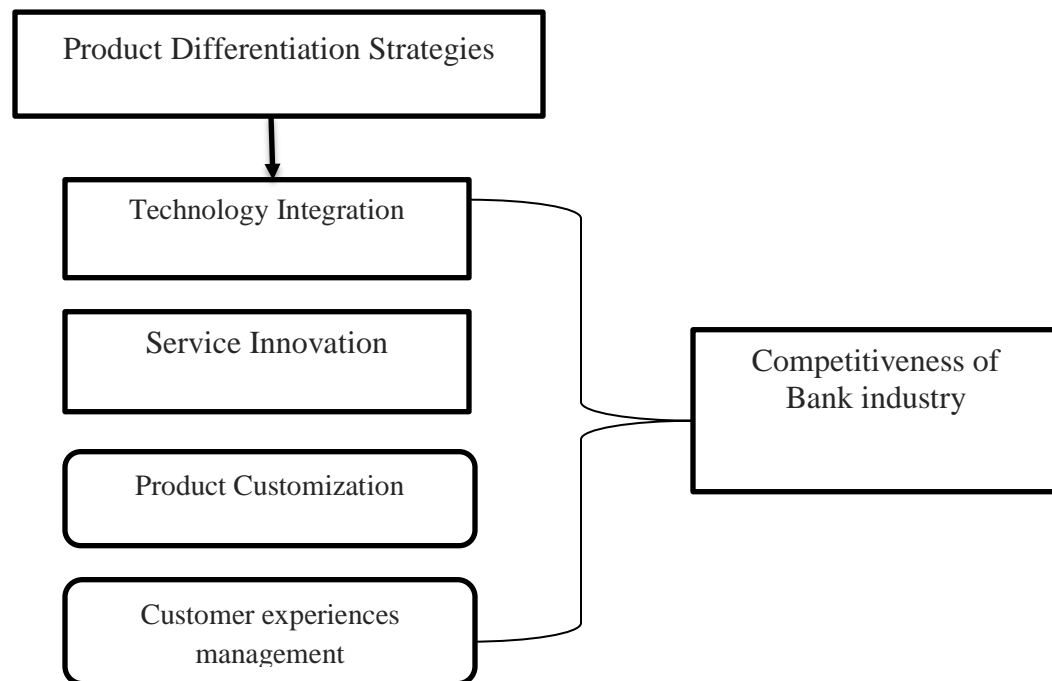 Product Differentiation Strategies
Technology Integration
Service Innovation
Product Customization
Customer experiences
management
Competitiveness of
Bank industry